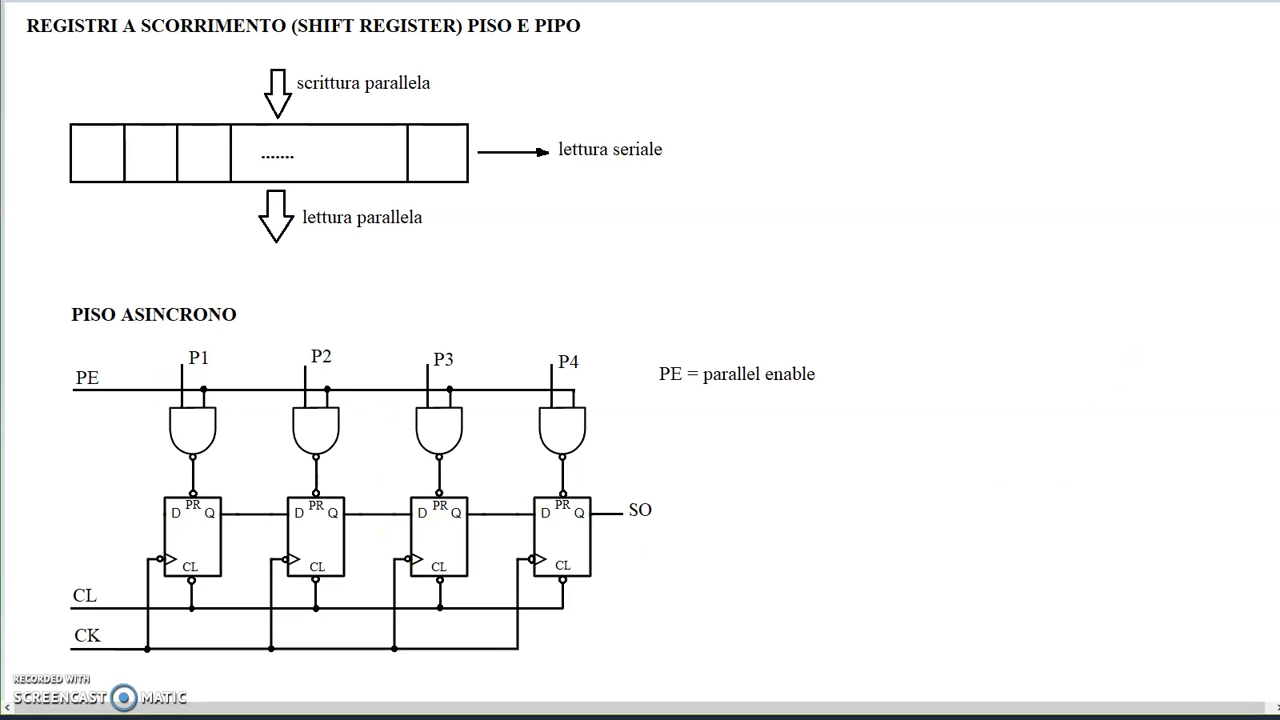 REGISTRI A SCORRIMENTO (SHIFT REGISTER) PISO E PIPO
scrittura parallela
.......
lettura seriale
lettura parallela
PISO ASINCRONO
P1 P2 P3 P4
PE
PE = parallel enable
D PR Q D PR Q D PR Q D PR Q SO
CL CL CL CL
CL
CK
RECORDED WITH
SCREENCAST MATIC